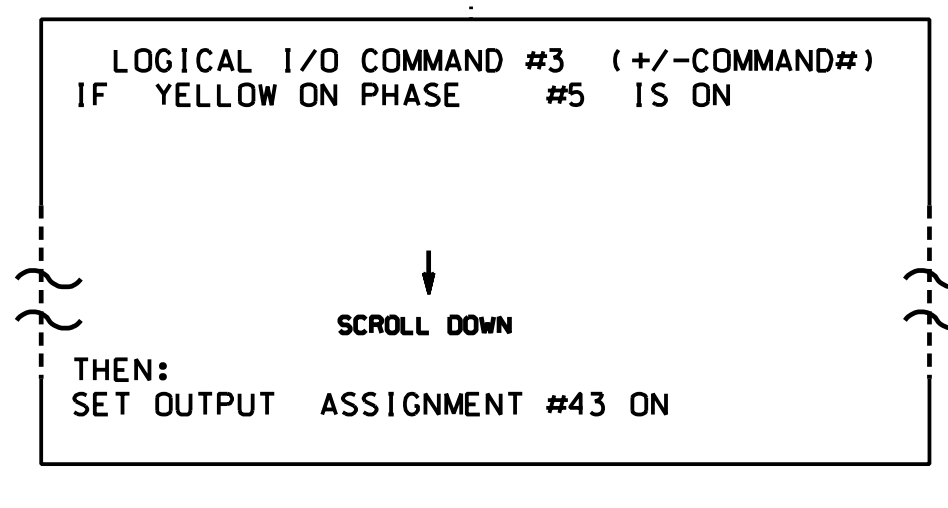 LOGICAL I/O COMMAND #3 (+/-COMMAND#)
IF YELLOW ON PHASE #5 IS ON
SCROLL DOWN
THEN:
SET OUTPUT ASSIGNMENT #43 ON